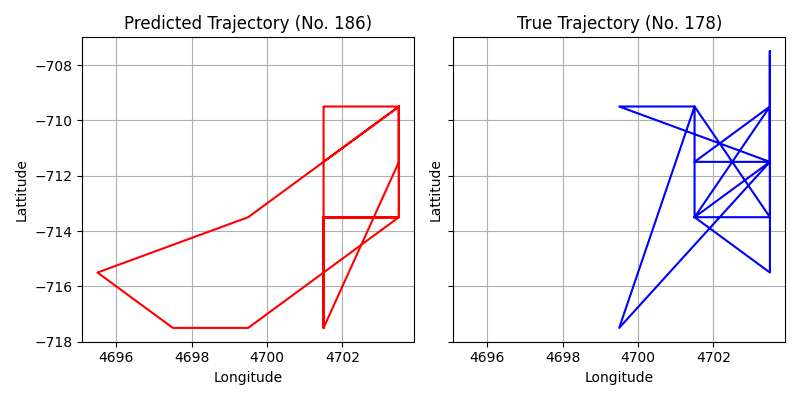 Predicted Trajectory (No. 186)
True Trajectory (No. 178)
−708
−710
−712
−714
−716
−718
Lattitude
Lattitude
4696
4698
4700
4702
4696
4698
4700
4702
Longitude
Longitude